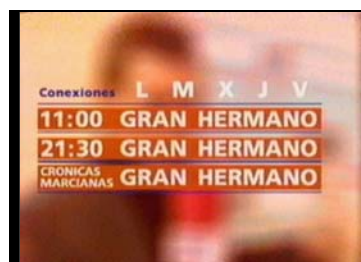 Conexiones L M X J V
11:00 GRAN HERMANO
21:30 GRAN HERMANO
CRONICAS
MARCIANAS GRAN HERMANO